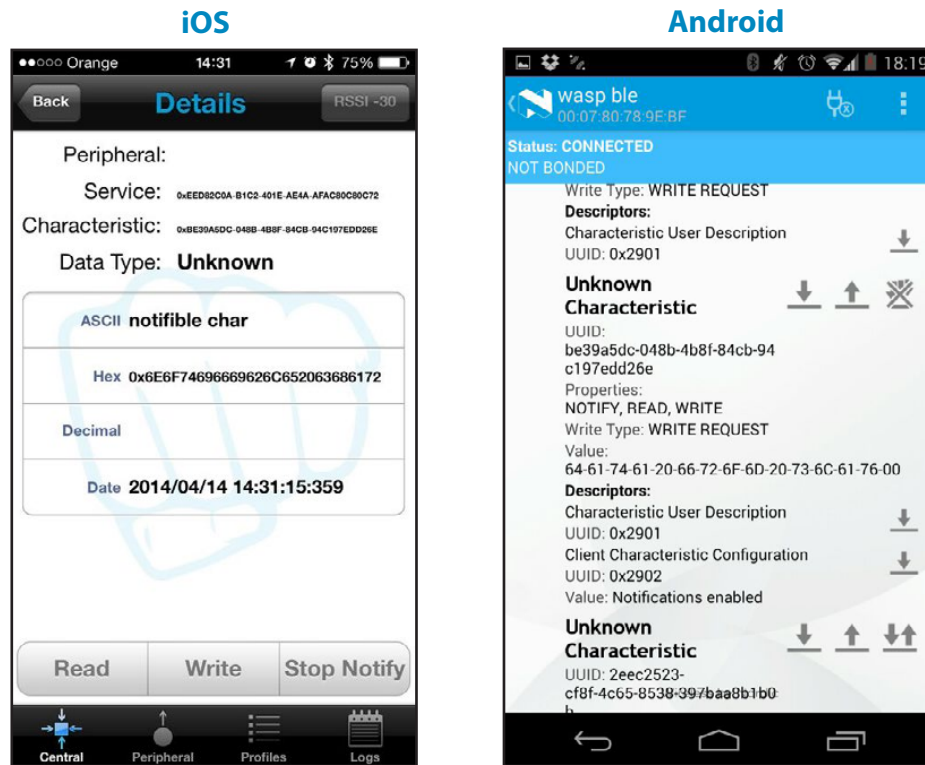 iOS
Orange 14:31 75%
Back Details RSSI -30
Peripheral:
Service: 0xEED82C0A-B1C2-401E-AE4A-AFAC80C80C72
Characteristic: 0xBE39A5DC-048B-4B8F-84CB-94C197EDD26E
Data Type: Unknown
ASCII notifible char
Hex 0x6E6F74696669626C652063686172
Decimal
Date 2014/04/14 14:31:15:359
Read Write Stop Notify
Central Peripheral Profiles Logs
Android
18:19
wasp ble
00:07:80:78:9E:BF
Status: CONNECTED
NOT BONDED
Write Type: WRITE REQUEST
Descriptors:
Characteristic User Description
UUID: 0x2901
Unknown
Characteristic
UUID:
be39a5dc-048b-4b8f-84cb-94
c197edd26e
Properties:
NOTIFY, READ, WRITE
Write Type: WRITE REQUEST
Value:
64-61-74-61-20-66-72-6F-6D-20-73-6C-61-76-00
Descriptors:
Characteristic User Description
UUID: 0x2901
Client Characteristic Configuration
UUID: 0x2902
Value: Notifications enabled
Unknown
Characteristic
UUID: 2eec2523-
cf8f-4c65-8538-397baa8b1b0